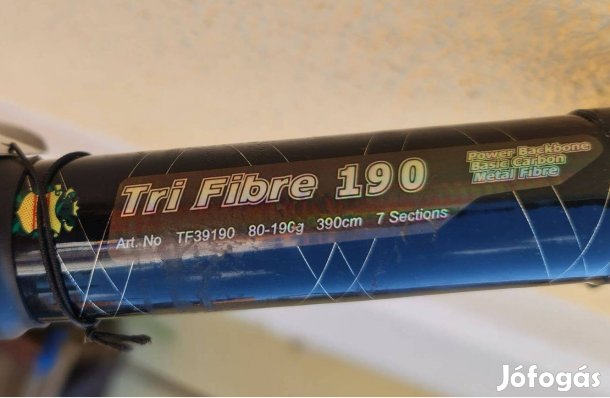 Tri Fibre 190
Power Backbone
Basic Carbon
Metal Fibre
Art. No TF39190 80-190g 390cm 7 Sections
Jófogás